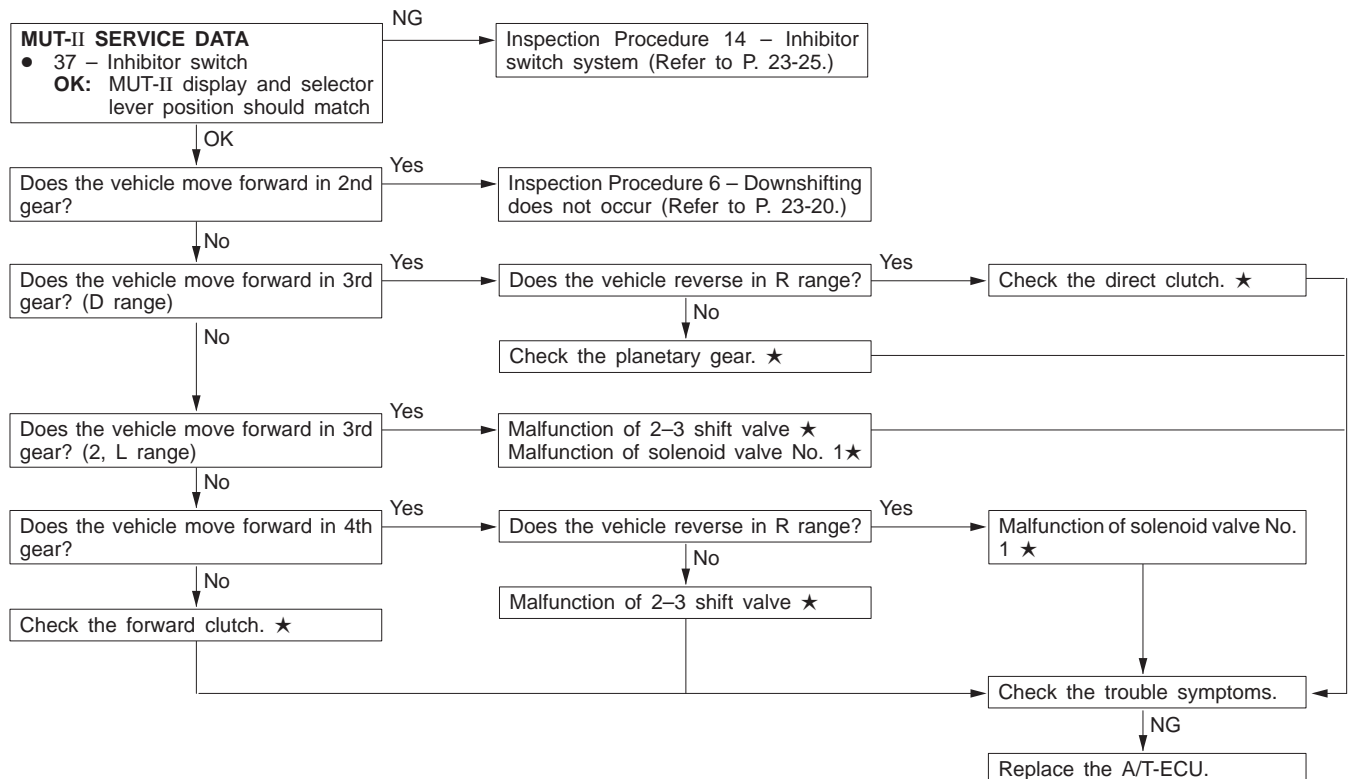 MUT-II SERVICE DATA
● 37 – Inhibitor switch
OK: MUT-II display and selector
lever position should match
NG
Inspection Procedure 14 – Inhibitor
switch system (Refer to P. 23-25.)
OK
Does the vehicle move forward in 2nd
gear?
Yes
Inspection Procedure 6 – Downshifting
does not occur (Refer to P. 23-20.)
No
Does the vehicle move forward in 3rd
gear? (D range)
Yes
Does the vehicle reverse in R range?
Yes
Check the direct clutch. ★
No
Check the planetary gear. ★
No
Does the vehicle move forward in 3rd
gear? (2, L range)
Yes
Malfunction of 2–3 shift valve ★
Malfunction of solenoid valve No. 1★
No
Does the vehicle move forward in 4th
gear?
Yes
Does the vehicle reverse in R range?
Yes
Malfunction of solenoid valve No.
1 ★
No
Malfunction of 2–3 shift valve ★
No
Check the forward clutch. ★
Check the trouble symptoms.
NG
Replace the A/T-ECU.